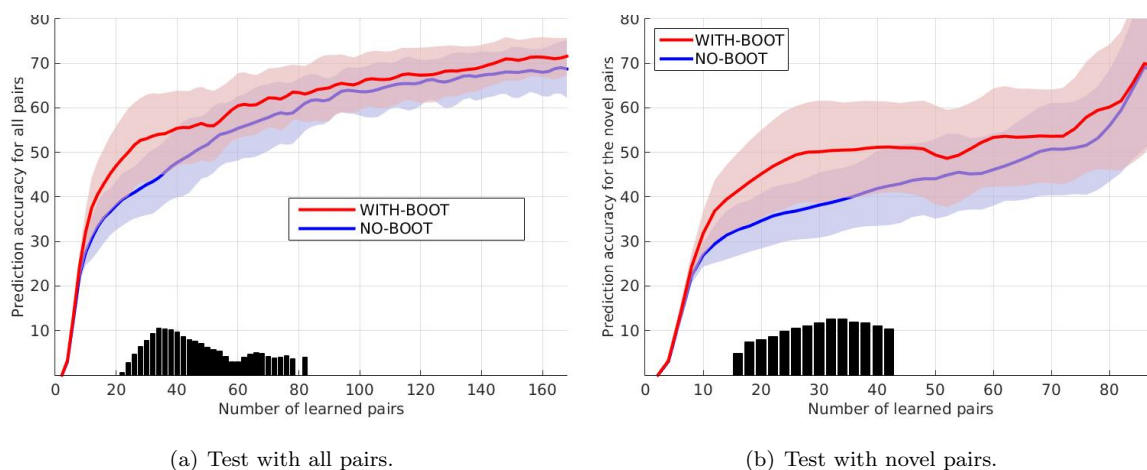 80
70
60
50
40
30
20
10
0 20 40 60 80 100 120 140 160
Prediction accuracy for all pairs
Number of learned pairs
WITH-BOOT
NO-BOOT
(a) Test with all pairs.
80
70
60
50
40
30
20
10
0 10 20 30 40 50 60 70 80
Prediction accuracy for the novel pairs
Number of learned pairs
WITH-BOOT
NO-BOOT
(b) Test with novel pairs.